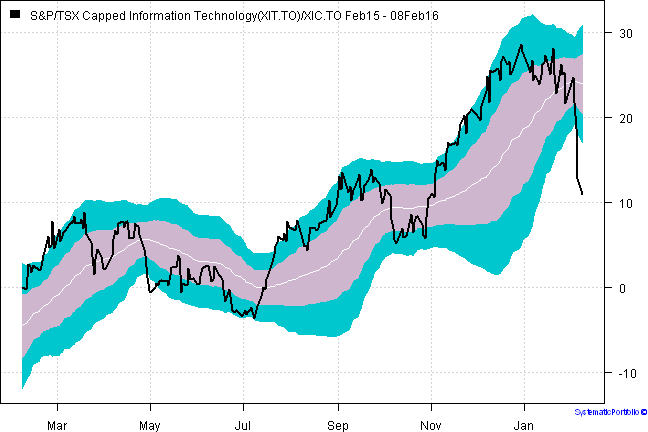 S&P/TSX Capped Information Technology(XIT.TO)/XIC.TO Feb15 - 08Feb16
30
20
10
0
-10
Mar May Jul Sep Nov Jan
SystematicPortfolio ©